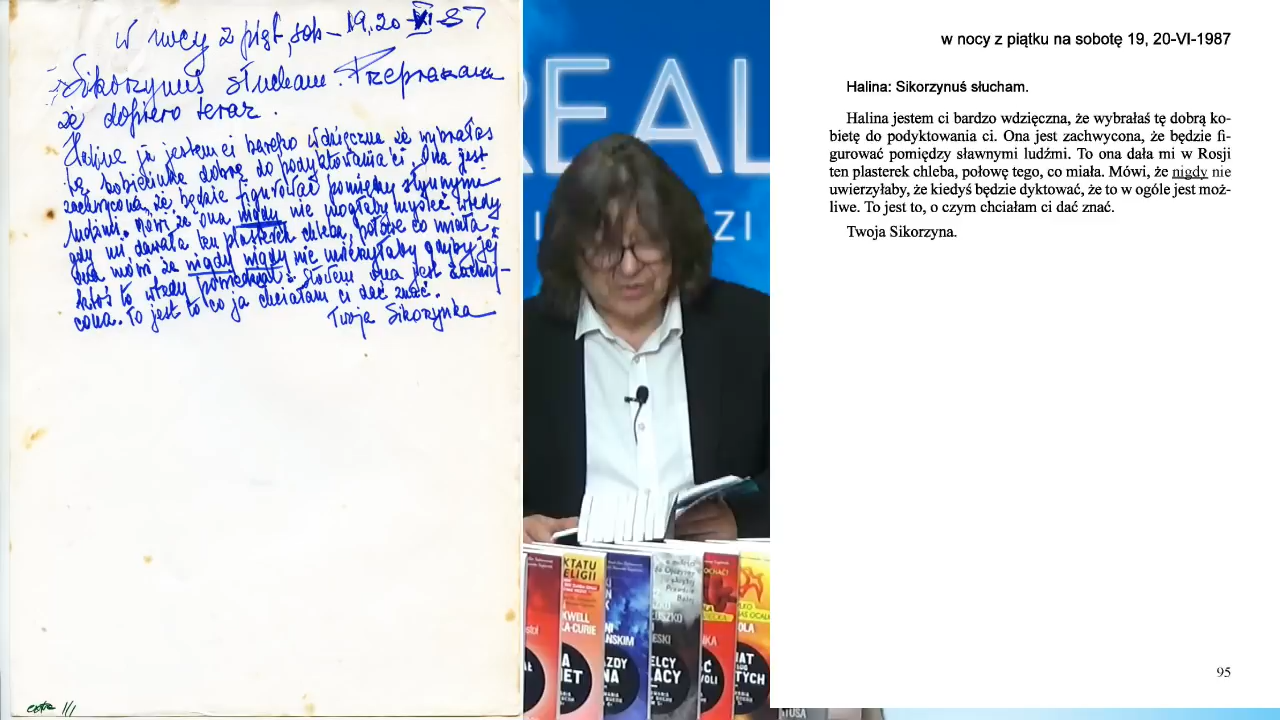 w nocy z piąt, sob – 19, 20 VI 87
Sikorzynuś słucham. Przepraszam
że dopiero teraz.
Halina ja jestem ci bardzo wdzięczna że wybrałaś
tę kobiecinkę dobrą do podyktowania ci. Ona jest
zachwycona, że będzie figurować pomiędzy słynnymi
ludźmi. Mówi że ona nigdy nie mogłaby myśleć wtedy
gdy mi dawała ten plasterek chleba, połowę co miała.
ona mówi że nigdy nigdy nie uwierzyłaby gdyby jej
ktoś to wtedy powiedział. Słowem ona jest zachwy-
cona. To jest to co ja chciałam ci dać znać.
Twoja Sikorzynka
extra III
REAL
w nocy z piątku na sobotę 19, 20-VI-1987
Halina: Sikorzynuś słucham.
Halina jestem ci bardzo wdzięczna, że wybrałaś tę dobrą ko-
bietę do podyktowania ci. Ona jest zachwycona, że będzie fi-
gurować pomiędzy sławnymi ludźmi. To ona dała mi w Rosji
ten plasterek chleba, połowę tego, co miała. Mówi, że nigdy nie
uwierzyłaby, że kiedyś będzie dyktować, że to w ogóle jest moż-
liwe. To jest to, o czym chciałam ci dać znać.
Twoja Sikorzyna.
95